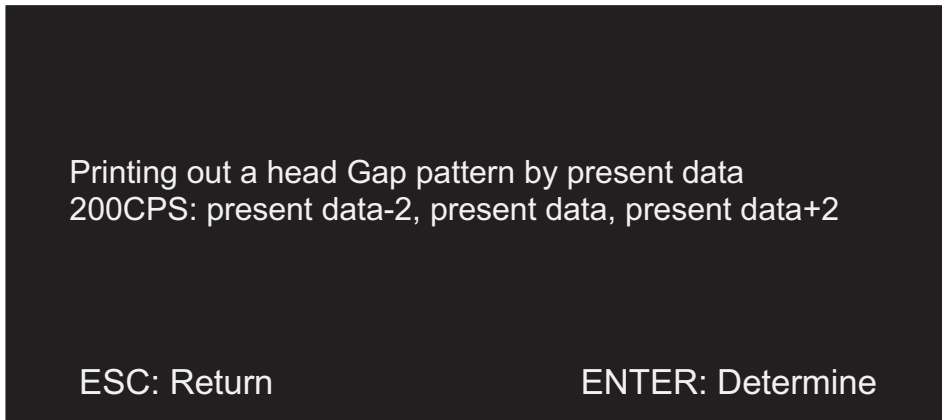 Printing out a head Gap pattern by present data
200CPS: present data-2, present data, present data+2
ESC: Return
ENTER: Determine